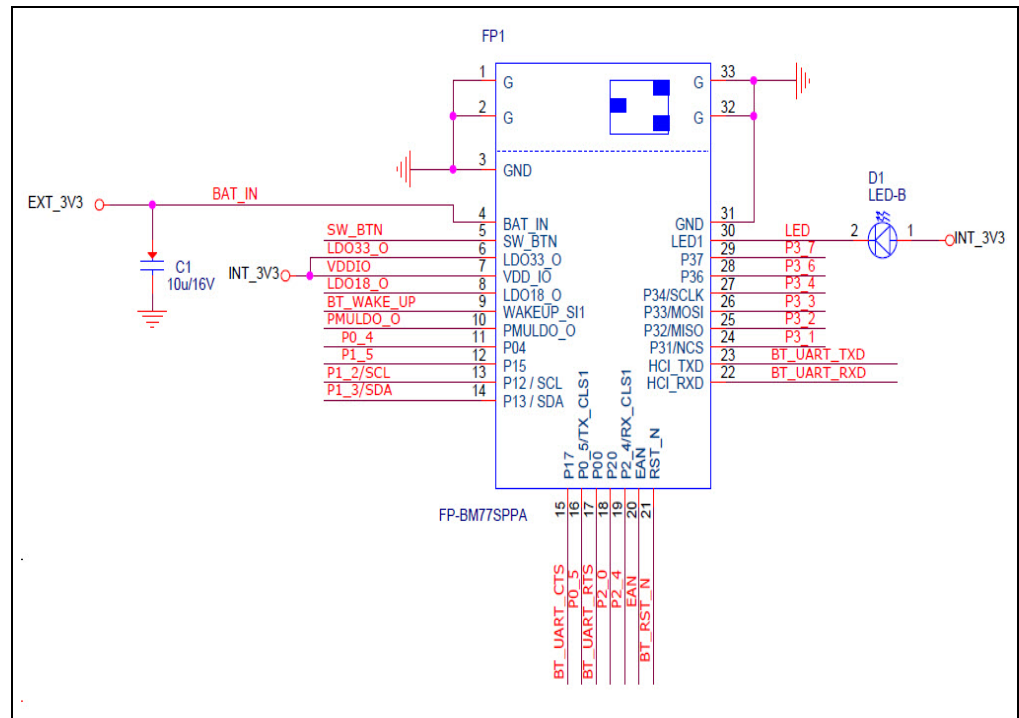 FP1
1 G G 33
2 G G 32
3 GND
EXT_3V3 BAT_IN 4 BAT_IN
GND 31
D1
LED-B
SW_BTN 5 SW_BTN
LED1 30 LED 2 1 INT_3V3
LDO33_O 6 LDO33_O
P37 29 P3_7
INT_3V3 VDDIO 7 VDD_IO
P36 28 P3_6
C1
10u/16V
LDO18_O 8 LDO18_O
P34/SCLK 27 P3_4
BT_WAKE_UP 9 WAKEUP_SI1
P33/MOSI 26 P3_3
PMULDO_O 10 PMULDO_O
P32/MISO 25 P3_2
P0_4 11 P04
P31/NCS 24 P3_1
P1_5 12 P15
HCI_TXD 23 BT_UART_TXD
P1_2/SCL 13 P12 / SCL
HCI_RXD 22 BT_UART_RXD
P1_3/SDA 14 P13 / SDA
P17
P0_5/TX_CLS1
P00
P20
P2_4/RX_CLS1
EAN
RST_N
FP-BM77SPPA
15 16 17 18 19 20 21
BT_UART_CTS
P0_5
BT_UART_RTS
P2_0
P2_4
EAN
BT_RST_N